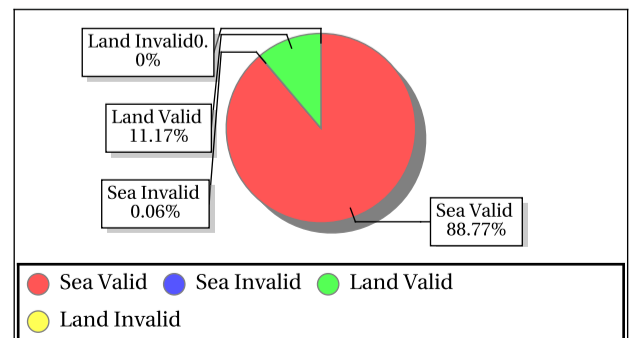 Land Invalid0.
0%
Land Valid
11.17%
Sea Invalid
0.06%
Sea Valid
88.77%
Sea Valid Sea Invalid Land Valid
Land Invalid